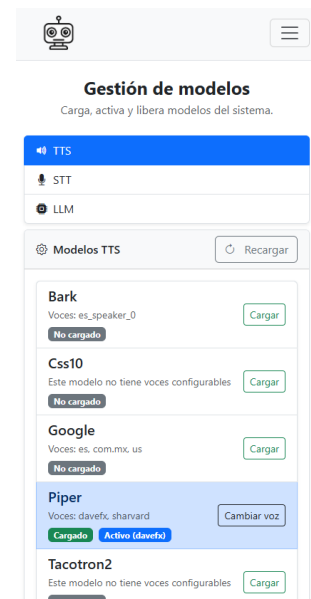 Gestión de modelos
Carga, activa y libera modelos del sistema.
TTS
STT
LLM
Modelos TTS
Recargar
Bark
Voces: es_speaker_0
Cargar
No cargado
Css10
Este modelo no tiene voces configurables
Cargar
No cargado
Google
Voces: es, com.mx, us
Cargar
No cargado
Piper
Voces: davefx, sharvard
Cambiar voz
Cargado
Activo (davefx)
Tacotron2
Este modelo no tiene voces configurables
Cargar